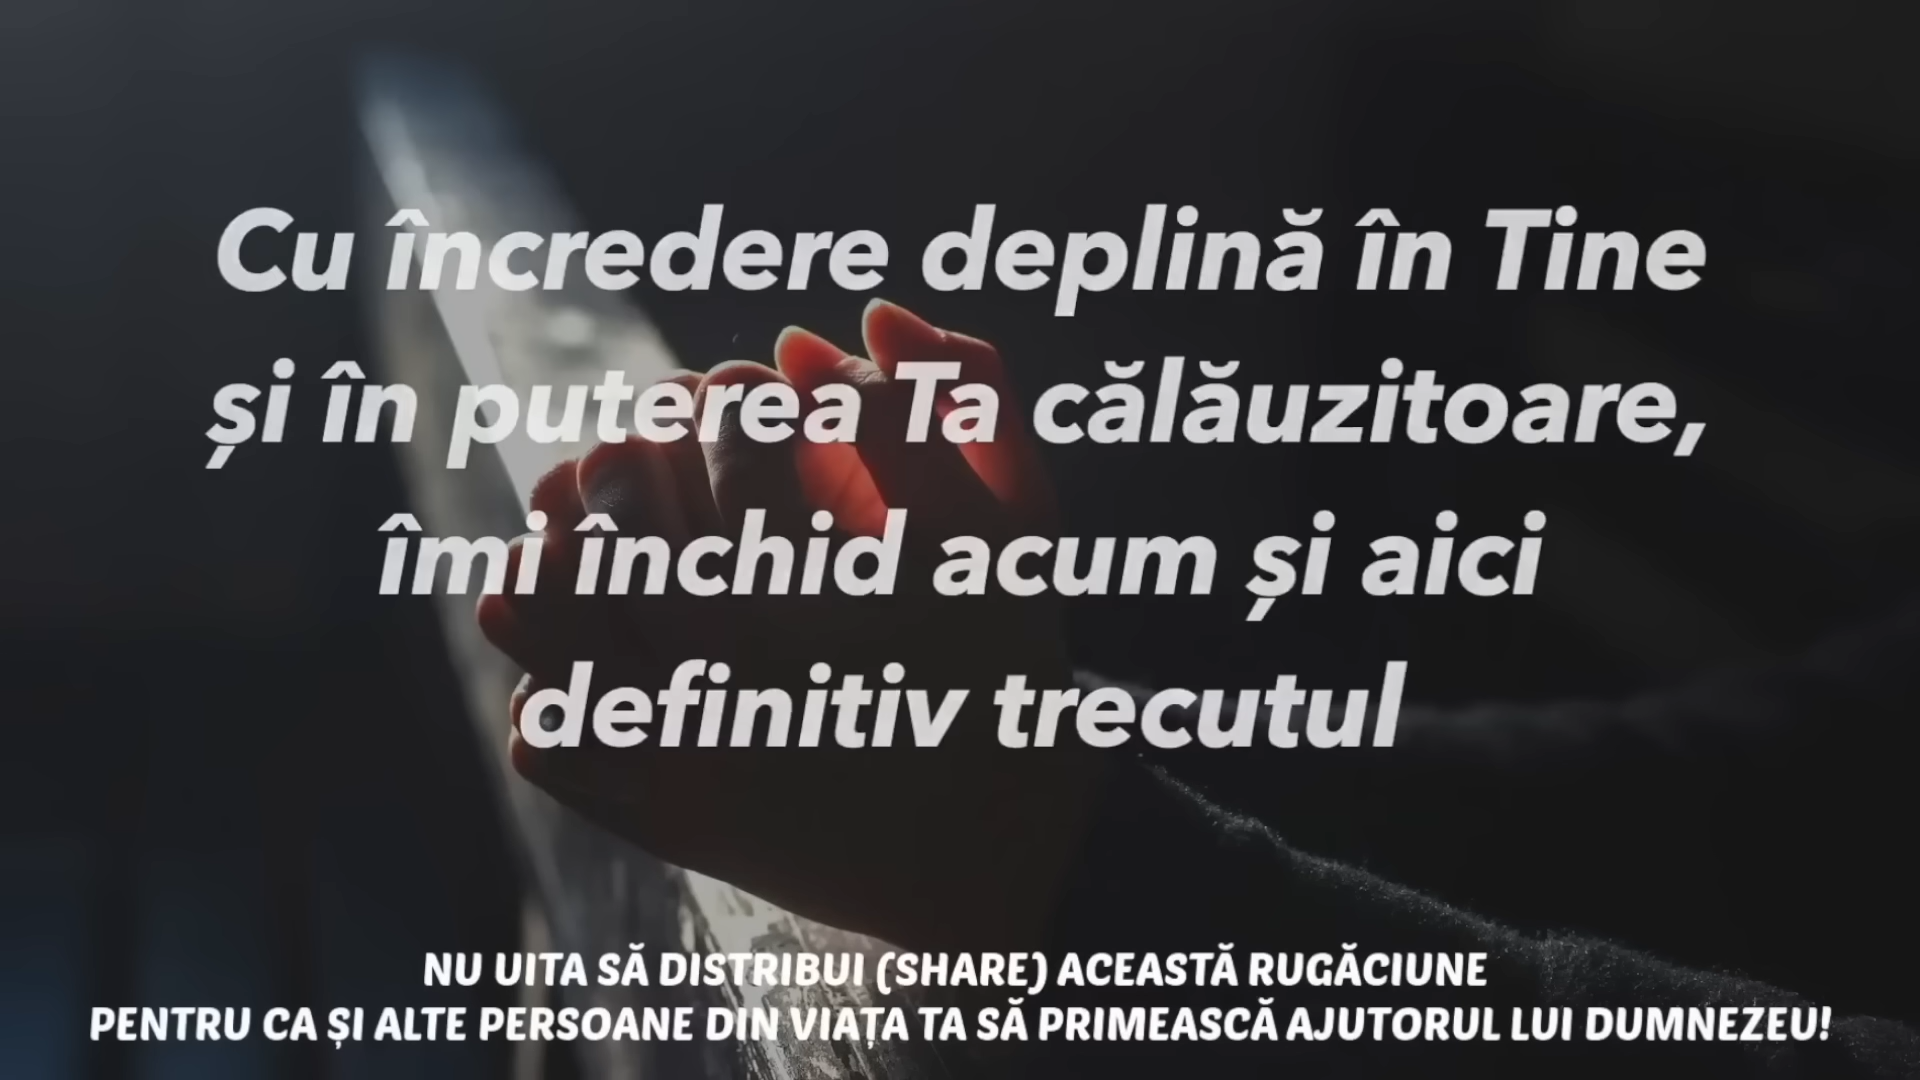 Cu încredere deplină în Tine
și în puterea Ta călăuzitoare,
îmi închid acum și aici
definitiv trecutul
NU UITA SĂ DISTRIBUI (SHARE) ACEASTĂ RUGĂCIUNE
PENTRU CA ȘI ALTE PERSOANE DIN VIAȚA TA SĂ PRIMEASCĂ AJUTORUL LUI DUMNEZEU!